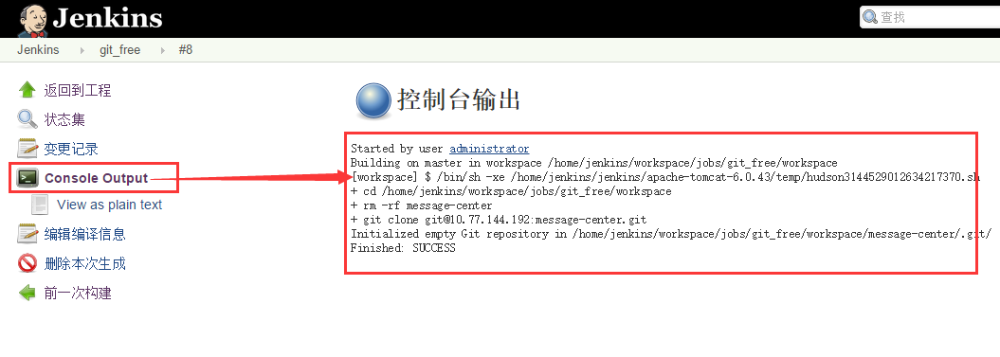 Jenkins
查找
Jenkins git_free #8
返回到工程
状态集
变更记录
Console Output
View as plain text
编辑编译信息
删除本次生成
前一次构建
控制台输出
Started by user administrator
Building on master in workspace /home/jenkins/workspace/jobs/git_free/workspace
[workspace] $ /bin/sh -xe /home/jenkins/jenkins/apache-tomcat-6.0.43/temp/hudson3144529012634217370.sh
+ cd /home/jenkins/workspace/jobs/git_free/workspace
+ rm -rf message-center
+ git clone git@10.77.144.192:message-center.git
Initialized empty Git repository in /home/jenkins/workspace/jobs/git_free/workspace/message-center/.git/
Finished: SUCCESS